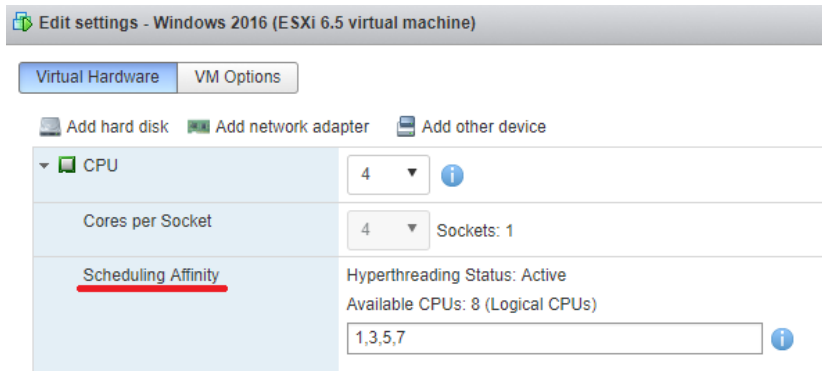 Edit settings - Windows 2016 (ESXi 6.5 virtual machine)
Virtual Hardware VM Options
Add hard disk Add network adapter Add other device
CPU 4
Cores per Socket 4 Sockets: 1
Scheduling Affinity Hyperthreading Status: Active
Available CPUs: 8 (Logical CPUs)
1,3,5,7